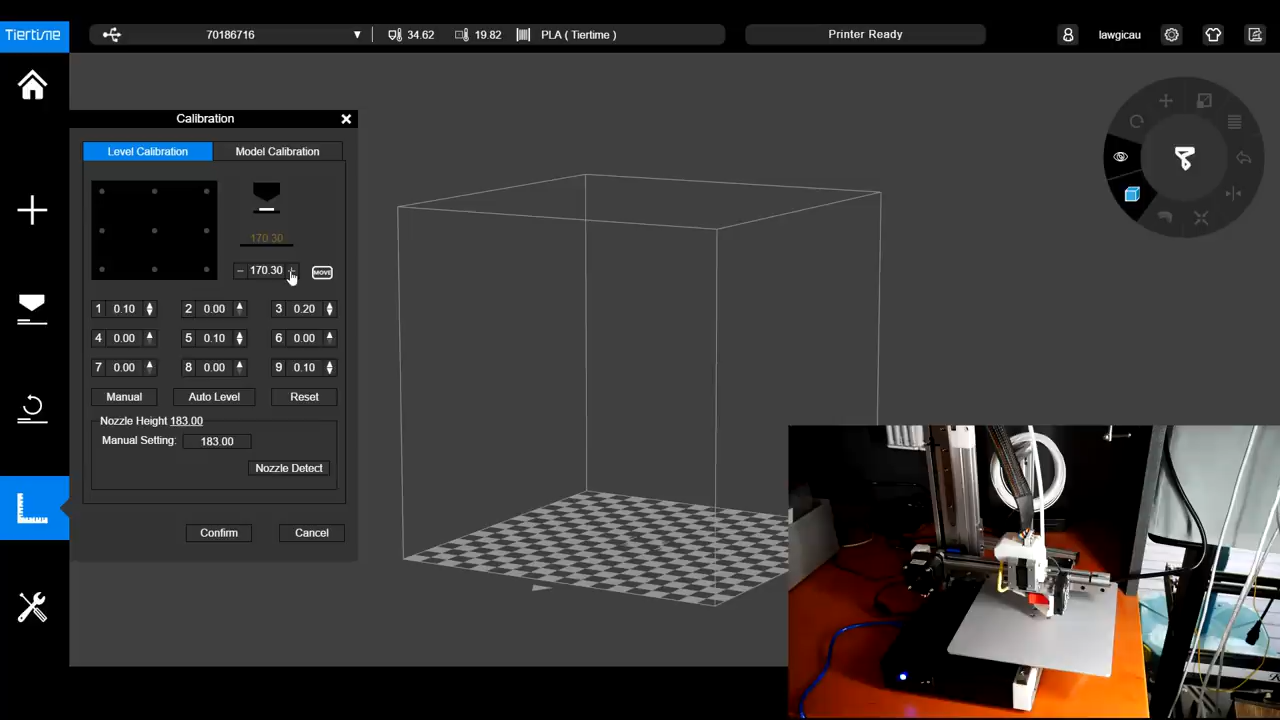 Tiertime 70186716 ▼ 34.62 19.82 PLA ( Tiertime ) Printer Ready lawgicau
Calibration
Level Calibration Model Calibration
170.30
− 170.30 + MOVE
1 0.10 2 0.00 3 0.20
4 0.00 5 0.10 6 0.00
7 0.00 8 0.00 9 0.10
Manual Auto Level Reset
Nozzle Height 183.00
Manual Setting: 183.00
Nozzle Detect
Confirm Cancel